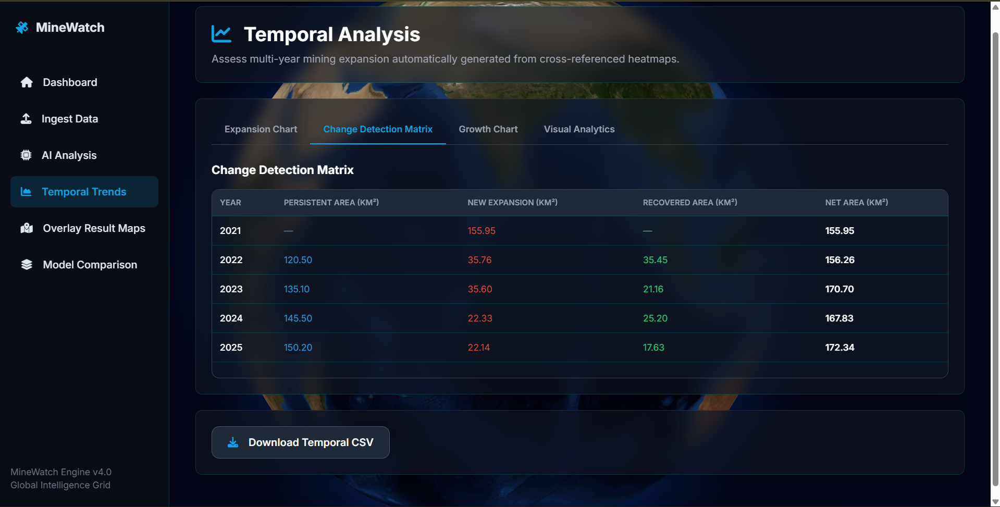 MineWatch
Dashboard
Ingest Data
AI Analysis
Temporal Trends
Overlay Result Maps
Model Comparison
MineWatch Engine v4.0
Global Intelligence Grid
Temporal Analysis
Assess multi-year mining expansion automatically generated from cross-referenced heatmaps.
Expansion Chart Change Detection Matrix Growth Chart Visual Analytics
Change Detection Matrix
YEAR PERSISTENT AREA (KM²) NEW EXPANSION (KM²) RECOVERED AREA (KM²) NET AREA (KM²)
2021 — 155.95 — 155.95
2022 120.50 35.76 35.45 156.26
2023 135.10 35.60 21.16 170.70
2024 145.50 22.33 25.20 167.83
2025 150.20 22.14 17.63 172.34
Download Temporal CSV